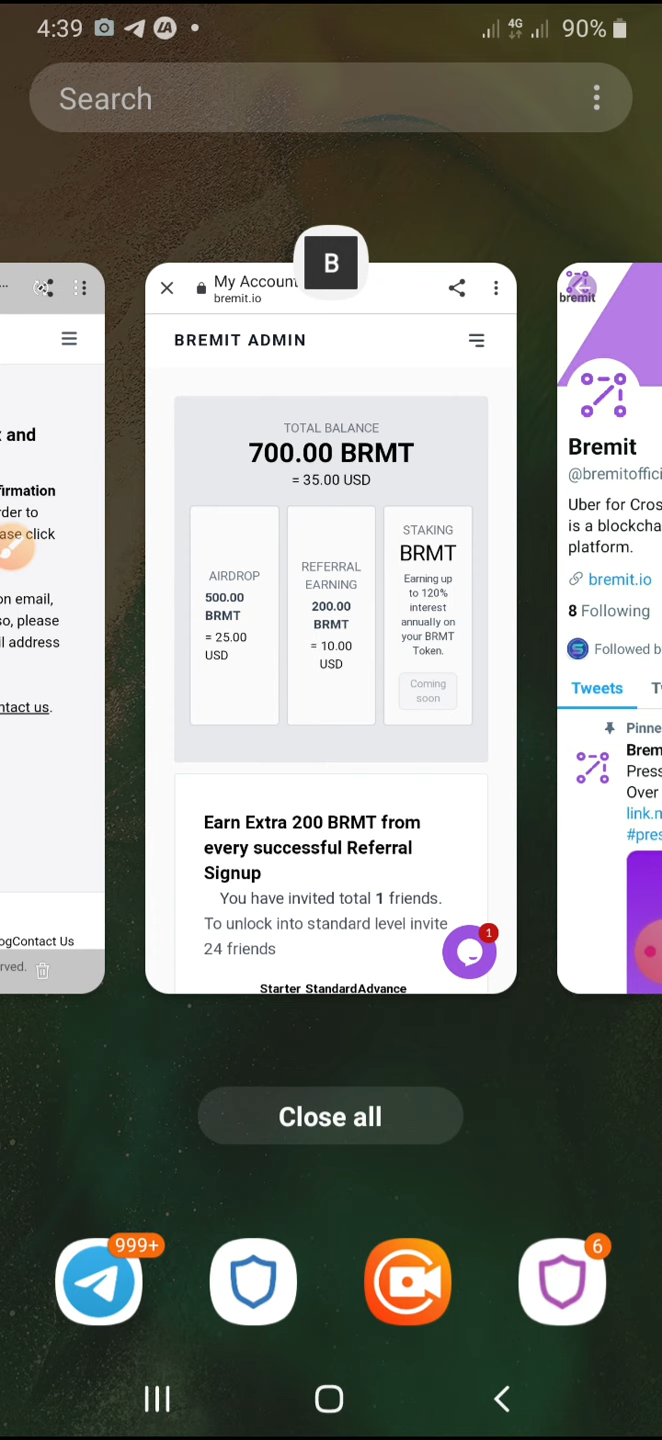 4:39
4G
90%
Search
B
...
My Account
bremit.io
BREMIT ADMIN
TOTAL BALANCE
700.00 BRMT
= 35.00 USD
AIRDROP
500.00
BRMT
= 25.00
USD
REFERRAL
EARNING
200.00
BRMT
= 10.00
USD
STAKING
BRMT
Earning up
to 120%
interest
annually on
your BRMT
Token.
Coming
soon
Earn Extra 200 BRMT from
every successful Referral
Signup
You have invited total 1 friends.
To unlock into standard level invite
24 friends
1
Starter StandardAdvance
x and
firmation
rder to
ase click
on email,
so, please
il address
ntact us.
ogContact Us
rved.
bremit
Bremit
@bremitoffici
Uber for Cros
is a blockcha
platform.
bremit.io
8 Following
Followed b
Tweets
Tv
Pinne
Brem
Press
Over
link.n
#pres
Close all
999+
6